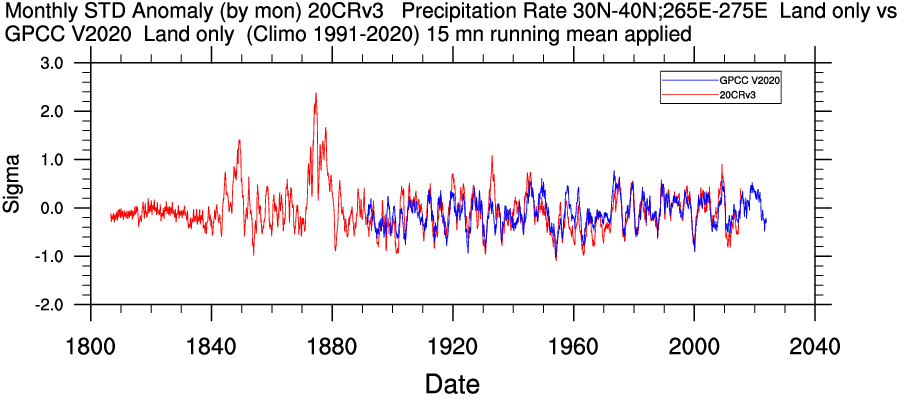 Monthly STD Anomaly (by mon) 20CRv3 Precipitation Rate 30N-40N;265E-275E Land only vs
GPCC V2020 Land only (Climo 1991-2020) 15 mn running mean applied
3.0
2.0
1.0
0.0
-1.0
-2.0
Sigma
GPCC V2020
20CRv3
1800 1840 1880 1920 1960 2000 2040
Date